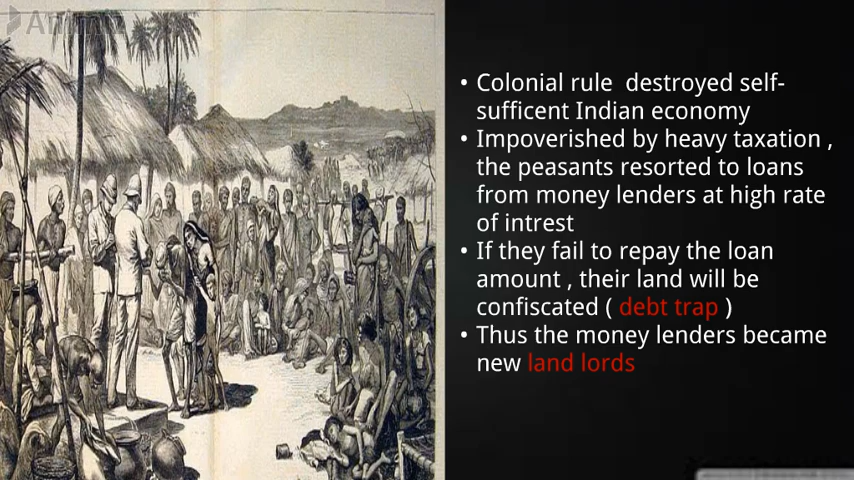 • Colonial rule  destroyed self-
sufficent Indian economy
• Impoverished by heavy taxation ,
the peasants resorted to loans
from money lenders at high rate
of intrest
• If they fail to repay the loan
amount , their land will be
confiscated ( debt trap )
• Thus the money lenders became
new land lords